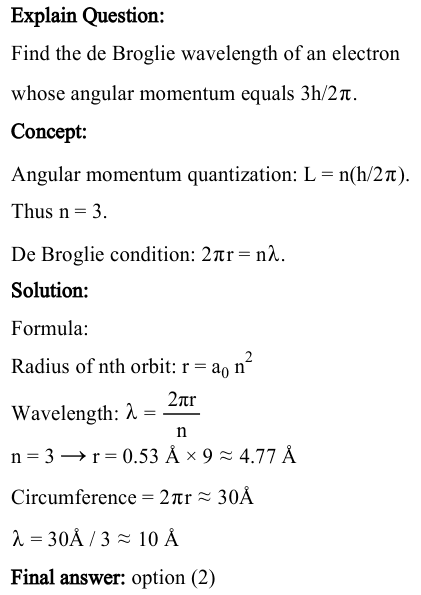 Explain Question:
Find the de Broglie wavelength of an electron
whose angular momentum equals 3h/2π.
Concept:
Angular momentum quantization: L = n(h/2π).
Thus n = 3.
De Broglie condition: 2πr = nλ.
Solution:
Formula:
Radius of nth orbit: r = a₀ n²
Wavelength: λ = 2πr / n
n = 3 ⟶ r = 0.53 Å × 9 ≈ 4.77 Å
Circumference = 2πr ≈ 30Å
λ = 30Å / 3 ≈ 10 Å
Final answer: option (2)